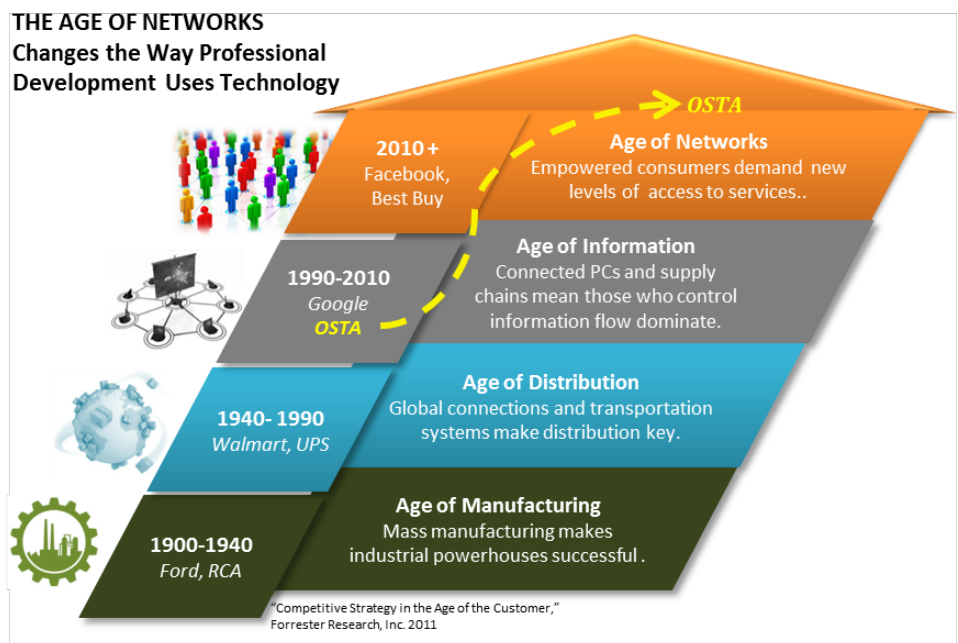 THE AGE OF NETWORKS
Changes the Way Professional
Development Uses Technology
OSTA
2010 +
Facebook,
Best Buy
Age of Networks
Empowered consumers demand new
levels of access to services..
1990-2010
Google
OSTA
Age of Information
Connected PCs and supply
chains mean those who control
information flow dominate.
1940- 1990
Walmart, UPS
Age of Distribution
Global connections and transportation
systems make distribution key.
1900-1940
Ford, RCA
Age of Manufacturing
Mass manufacturing makes
industrial powerhouses successful .
“Competitive Strategy in the Age of the Customer,”
Forrester Research, Inc. 2011